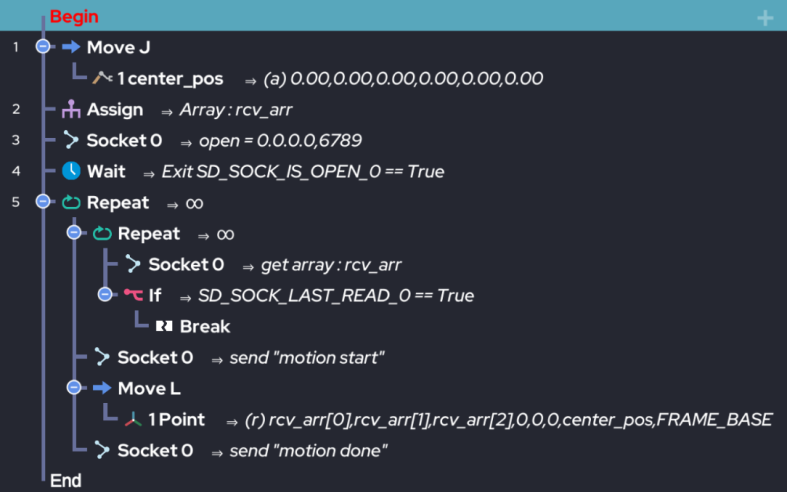 Begin +
1 Move J
1 center_pos ⇒ (a) 0.00,0.00,0.00,0.00,0.00,0.00
2 Assign ⇒ Array : rcv_arr
3 Socket 0 ⇒ open = 0.0.0.0,6789
4 Wait ⇒ Exit SD_SOCK_IS_OPEN_0 == True
5 Repeat ⇒ ∞
Repeat ⇒ ∞
Socket 0 ⇒ get array : rcv_arr
If ⇒ SD_SOCK_LAST_READ_0 == True
Break
Socket 0 ⇒ send "motion start"
Move L
1 Point ⇒ (r) rcv_arr[0],rcv_arr[1],rcv_arr[2],0,0,0,center_pos,FRAME_BASE
Socket 0 ⇒ send "motion done"
End